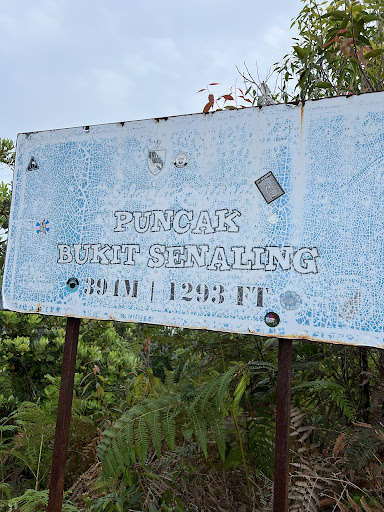 PUNCAK
BUKIT SENALING
394M | 1293 FT